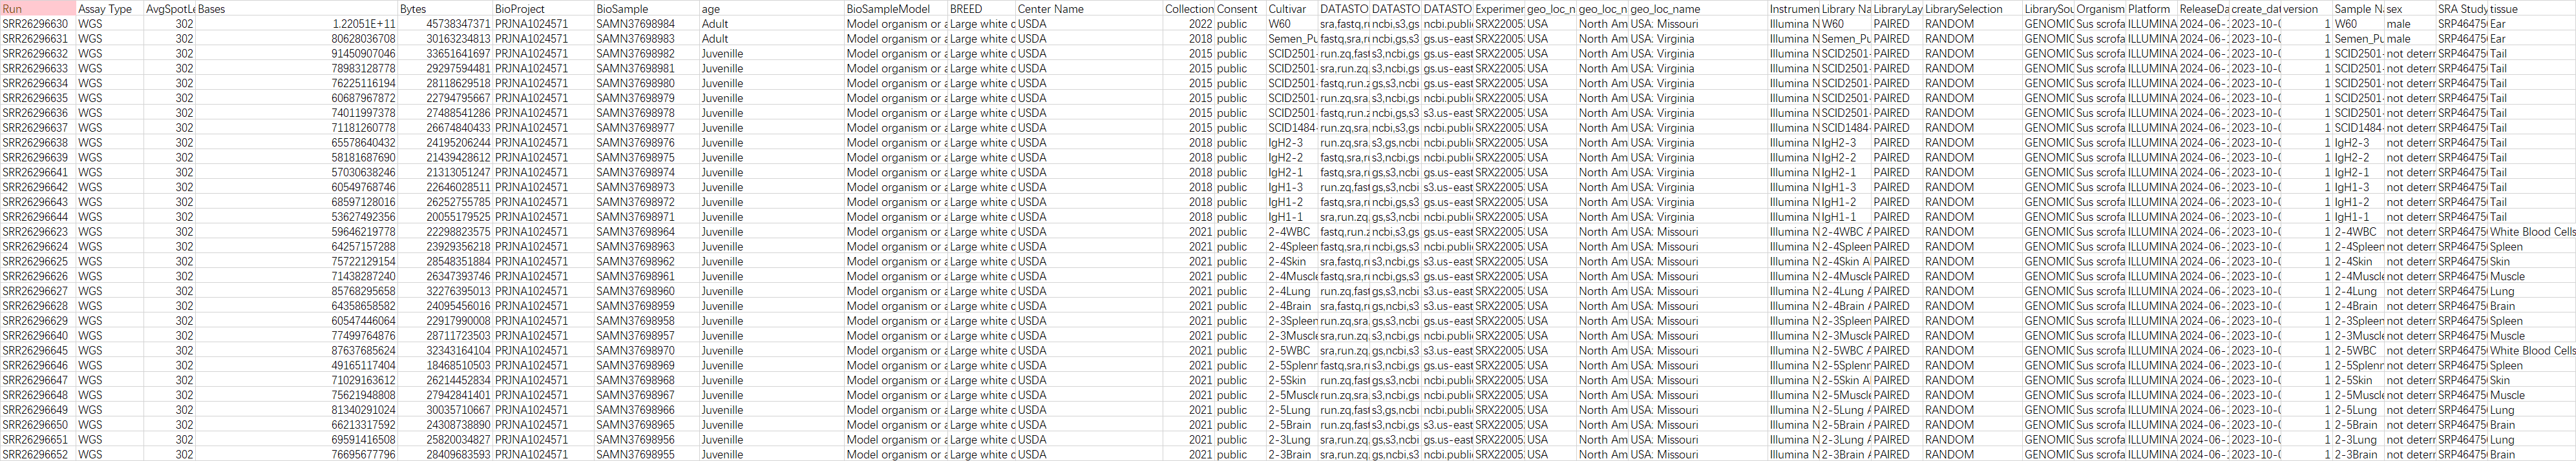 Run Assay Type AvgSpotLe Bases Bytes BioProject BioSample age BioSampleModel BREED Center Name Collection Consent Cultivar DATASTO DATASTO DATASTO Experimer geo_loc_n geo_loc_n geo_loc_name Instrumen Library Na LibraryLay LibrarySelection LibrarySou Organism Platform ReleaseDa create_dat version Sample Na sex SRA Study tissue
SRR26296630 WGS 302 1.22051E+11 45738347371 PRJNA1024571 SAMN37698984 Adult Model organism or a Large white c USDA 2022 public W60 sra,fastq,ru ncbi,gs,s3 gs.us-east SRX22005 USA North Am USA: Virginia Illumina N W60 PAIRED RANDOM GENOMIC Sus scrofa ILLUMINA 2024-06- 2023-10-0 1 W60 male SRP46475 Ear
SRR26296631 WGS 302 80628036708 30163234813 PRJNA1024571 SAMN37698983 Adult Model organism or a Large white c USDA 2018 public Semen_Pu fastq,sra,ru ncbi,gs,s3 s3.us-east SRX22005 USA North Am USA: Virginia Illumina N Semen_Pu PAIRED RANDOM GENOMIC Sus scrofa ILLUMINA 2024-06- 2023-10-0 1 Semen_Pu male SRP46475 Ear
SRR26296632 WGS 302 91450907046 33651641697 PRJNA1024571 SAMN37698982 Juvenille Model organism or a Large white c USDA 2015 public SCID2501- run.zq,fast s3,ncbi,gs gs.us-east SRX22005 USA North Am USA: Virginia Illumina N SCID2501- PAIRED RANDOM GENOMIC Sus scrofa ILLUMINA 2024-06- 2023-10-0 1 SCID2501- not deterr SRP46475 Tail
SRR26296633 WGS 302 78983128778 29297594481 PRJNA1024571 SAMN37698981 Juvenille Model organism or a Large white c USDA 2015 public SCID2501- sra,run.zq s3,ncbi,gs gs.us-east SRX22005 USA North Am USA: Virginia Illumina N SCID2501- PAIRED RANDOM GENOMIC Sus scrofa ILLUMINA 2024-06- 2023-10-0 1 SCID2501- not deterr SRP46475 Tail
SRR26296634 WGS 302 76225116194 28118629518 PRJNA1024571 SAMN37698980 Juvenille Model organism or a Large white c USDA 2015 public SCID2501- fastq,run.z gs,s3,ncbi gs.us-east SRX22005 USA North Am USA: Virginia Illumina N SCID2501- PAIRED RANDOM GENOMIC Sus scrofa ILLUMINA 2024-06- 2023-10-0 1 SCID2501- not deterr SRP46475 Tail
SRR26296635 WGS 302 60687967872 22794795667 PRJNA1024571 SAMN37698979 Juvenille Model organism or a Large white c USDA 2015 public SCID2501- run.zq,sra, s3,ncbi,gs ncbi.public SRX22005 USA North Am USA: Virginia Illumina N SCID2501- PAIRED RANDOM GENOMIC Sus scrofa ILLUMINA 2024-06- 2023-10-0 1 SCID2501- not deterr SRP46475 Tail
SRR26296636 WGS 302 74011997378 27488541286 PRJNA1024571 SAMN37698978 Juvenille Model organism or a Large white c USDA 2015 public SCID2501- fastq,run.z gs,ncbi,s3 s3.us-east SRX22005 USA North Am USA: Virginia Illumina N SCID2501- PAIRED RANDOM GENOMIC Sus scrofa ILLUMINA 2024-06- 2023-10-0 1 SCID2501- not deterr SRP46475 Tail
SRR26296637 WGS 302 71181260778 26674840433 PRJNA1024571 SAMN37698977 Juvenille Model organism or a Large white c USDA 2015 public SCID1484- run.zq,sra, ncbi,s3,gs ncbi.public SRX22005 USA North Am USA: Virginia Illumina N SCID1484- PAIRED RANDOM GENOMIC Sus scrofa ILLUMINA 2024-06- 2023-10-0 1 SCID1484- not deterr SRP46475 Tail
SRR26296638 WGS 302 65578640432 24195206244 PRJNA1024571 SAMN37698976 Juvenille Model organism or a Large white c USDA 2018 public IgH2-3 run.zq,sra, ncbi,s3,gs ncbi.public SRX22005 USA North Am USA: Virginia Illumina N IgH2-3 PAIRED RANDOM GENOMIC Sus scrofa ILLUMINA 2024-06- 2023-10-0 1 IgH2-3 not deterr SRP46475 Tail
SRR26296639 WGS 302 58181687690 21439428612 PRJNA1024571 SAMN37698975 Juvenille Model organism or a Large white c USDA 2018 public IgH2-2 fastq,sra,ru s3,ncbi,gs gs.us-east SRX22005 USA North Am USA: Virginia Illumina N IgH2-2 PAIRED RANDOM GENOMIC Sus scrofa ILLUMINA 2024-06- 2023-10-0 1 IgH2-2 not deterr SRP46475 Tail
SRR26296641 WGS 302 57030638246 21313051247 PRJNA1024571 SAMN37698974 Juvenille Model organism or a Large white c USDA 2018 public IgH2-1 fastq,sra,ru gs,ncbi,s3 gs.us-east SRX22005 USA North Am USA: Virginia Illumina N IgH2-1 PAIRED RANDOM GENOMIC Sus scrofa ILLUMINA 2024-06- 2023-10-0 1 IgH2-1 not deterr SRP46475 Tail
SRR26296642 WGS 302 60549768746 22646028511 PRJNA1024571 SAMN37698973 Juvenille Model organism or a Large white c USDA 2018 public IgH1-3 run.zq,fast gs,s3,ncbi s3.us-east SRX22005 USA North Am USA: Virginia Illumina N IgH1-3 PAIRED RANDOM GENOMIC Sus scrofa ILLUMINA 2024-06- 2023-10-0 1 IgH1-3 not deterr SRP46475 Tail
SRR26296643 WGS 302 68597128016 26252755785 PRJNA1024571 SAMN37698972 Juvenille Model organism or a Large white c USDA 2018 public IgH1-2 run.zq,sra, ncbi,gs,s3 gs.us-east SRX22005 USA North Am USA: Virginia Illumina N IgH1-2 PAIRED RANDOM GENOMIC Sus scrofa ILLUMINA 2024-06- 2023-10-0 1 IgH1-2 not deterr SRP46475 Tail
SRR26296644 WGS 302 53627492356 20055179525 PRJNA1024571 SAMN37698971 Juvenille Model organism or a Large white c USDA 2018 public IgH1-1 sra,run.zq, gs,s3,ncbi ncbi.public SRX22005 USA North Am USA: Virginia Illumina N IgH1-1 PAIRED RANDOM GENOMIC Sus scrofa ILLUMINA 2024-06- 2023-10-0 1 IgH1-1 not deterr SRP46475 Tail
SRR26296623 WGS 302 59646219778 22298823575 PRJNA1024571 SAMN37698964 Juvenille Model organism or a Large white c USDA 2021 public 2-4WBC fastq,run.z gs,ncbi,s3 gs.us-east SRX22005 USA North Am USA: Missouri Illumina N 2-4WBC A PAIRED RANDOM GENOMIC Sus scrofa ILLUMINA 2024-06- 2023-10-0 1 2-4WBC not deterr SRP46475 White Blood Cells
SRR26296624 WGS 302 64257157288 23929356218 PRJNA1024571 SAMN37698963 Juvenille Model organism or a Large white c USDA 2021 public 2-4Spleen fastq,sra,ru ncbi,gs,s3 ncbi.public SRX22005 USA North Am USA: Missouri Illumina N 2-4Spleen PAIRED RANDOM GENOMIC Sus scrofa ILLUMINA 2024-06- 2023-10-0 1 2-4Spleen not deterr SRP46475 Spleen
SRR26296625 WGS 302 75722129154 28548351884 PRJNA1024571 SAMN37698962 Juvenille Model organism or a Large white c USDA 2021 public 2-4Skin fastq,sra,ru s3,ncbi,gs s3.us-east SRX22005 USA North Am USA: Missouri Illumina N 2-4Skin Al PAIRED RANDOM GENOMIC Sus scrofa ILLUMINA 2024-06- 2023-10-0 1 2-4Skin not deterr SRP46475 Skin
SRR26296626 WGS 302 71438287240 26347393746 PRJNA1024571 SAMN37698961 Juvenille Model organism or a Large white c USDA 2021 public 2-4Muscle sra,fastq,ru ncbi,gs,s3 gs.us-east SRX22005 USA North Am USA: Missouri Illumina N 2-4Muscle PAIRED RANDOM GENOMIC Sus scrofa ILLUMINA 2024-06- 2023-10-0 1 2-4Muscle not deterr SRP46475 Muscle
SRR26296627 WGS 302 85768295658 32276395013 PRJNA1024571 SAMN37698960 Juvenille Model organism or a Large white c USDA 2021 public 2-4Lung run.zq,fast gs,s3,ncbi s3.us-east SRX22005 USA North Am USA: Missouri Illumina N 2-4Lung A PAIRED RANDOM GENOMIC Sus scrofa ILLUMINA 2024-06- 2023-10-0 1 2-4Lung not deterr SRP46475 Lung
SRR26296628 WGS 302 64358658582 24095456016 PRJNA1024571 SAMN37698959 Juvenille Model organism or a Large white c USDA 2021 public 2-4Brain fastq,sra,ru ncbi,gs,s3 s3.us-east SRX22005 USA North Am USA: Missouri Illumina N 2-4Brain A PAIRED RANDOM GENOMIC Sus scrofa ILLUMINA 2024-06- 2023-10-0 1 2-4Brain not deterr SRP46475 Brain
SRR26296629 WGS 302 60547446064 22917990008 PRJNA1024571 SAMN37698958 Juvenille Model organism or a Large white c USDA 2021 public 2-3Spleen run.zq,sra, gs,s3,ncbi gs.us-east SRX22005 USA North Am USA: Missouri Illumina N 2-3Spleen PAIRED RANDOM GENOMIC Sus scrofa ILLUMINA 2024-06- 2023-10-0 1 2-3Spleen not deterr SRP46475 Spleen
SRR26296640 WGS 302 77499764876 28711723503 PRJNA1024571 SAMN37698957 Juvenille Model organism or a Large white c USDA 2021 public 2-3Muscle run.zq,sra, gs,s3,ncbi ncbi.public SRX22005 USA North Am USA: Missouri Illumina N 2-3Muscle PAIRED RANDOM GENOMIC Sus scrofa ILLUMINA 2024-06- 2023-10-0 1 2-3Muscle not deterr SRP46475 Muscle
SRR26296645 WGS 302 87637685624 32343164104 PRJNA1024571 SAMN37698970 Juvenille Model organism or a Large white c USDA 2021 public 2-5WBC sra,run.zq, ncbi,gs,s3 s3.us-east SRX22005 USA North Am USA: Missouri Illumina N 2-5WBC A PAIRED RANDOM GENOMIC Sus scrofa ILLUMINA 2024-06- 2023-10-0 1 2-5WBC not deterr SRP46475 White Blood Cells
SRR26296646 WGS 302 49165117404 18468510503 PRJNA1024571 SAMN37698969 Juvenille Model organism or a Large white c USDA 2021 public 2-5Splenn run.zq,fast gs,s3,ncbi gs.us-east SRX22005 USA North Am USA: Missouri Illumina N 2-5Splenn PAIRED RANDOM GENOMIC Sus scrofa ILLUMINA 2024-06- 2023-10-0 1 2-5Splenn not deterr SRP46475 Spleen
SRR26296647 WGS 302 71029163612 26214452834 PRJNA1024571 SAMN37698968 Juvenille Model organism or a Large white c USDA 2021 public 2-5Skin run.zq,fast gs,s3,ncbi ncbi.public SRX22005 USA North Am USA: Missouri Illumina N 2-5Skin Al PAIRED RANDOM GENOMIC Sus scrofa ILLUMINA 2024-06- 2023-10-0 1 2-5Skin not deterr SRP46475 Skin
SRR26296648 WGS 302 75621948808 27942841401 PRJNA1024571 SAMN37698967 Juvenille Model organism or a Large white c USDA 2021 public 2-5Muscle run.zq,sra, s3,gs,ncbi ncbi.public SRX22005 USA North Am USA: Missouri Illumina N 2-5Muscle PAIRED RANDOM GENOMIC Sus scrofa ILLUMINA 2024-06- 2023-10-0 1 2-5Muscle not deterr SRP46475 Muscle
SRR26296649 WGS 302 81340291024 30035710667 PRJNA1024571 SAMN37698966 Juvenille Model organism or a Large white c USDA 2021 public 2-5Lung run.zq,fast s3,gs,ncbi ncbi.public SRX22005 USA North Am USA: Missouri Illumina N 2-5Lung A PAIRED RANDOM GENOMIC Sus scrofa ILLUMINA 2024-06- 2023-10-0 1 2-5Lung not deterr SRP46475 Lung
SRR26296650 WGS 302 66213317592 24308738890 PRJNA1024571 SAMN37698965 Juvenille Model organism or a Large white c USDA 2021 public 2-5Brain fastq,run.z gs,s3,ncbi gs.us-east SRX22005 USA North Am USA: Missouri Illumina N 2-5Brain A PAIRED RANDOM GENOMIC Sus scrofa ILLUMINA 2024-06- 2023-10-0 1 2-5Brain not deterr SRP46475 Brain
SRR26296651 WGS 302 69591416508 25820034827 PRJNA1024571 SAMN37698956 Juvenille Model organism or a Large white c USDA 2021 public 2-3Lung sra,run.zq, gs,s3,ncbi gs.us-east SRX22005 USA North Am USA: Missouri Illumina N 2-3Lung A PAIRED RANDOM GENOMIC Sus scrofa ILLUMINA 2024-06- 2023-10-0 1 2-3Lung not deterr SRP46475 Lung
SRR26296652 WGS 302 76695677796 28409683593 PRJNA1024571 SAMN37698955 Juvenille Model organism or a Large white c USDA 2021 public 2-3Brain sra,run.zq, s3,gs,ncbi ncbi.public SRX22005 USA North Am USA: Missouri Illumina N 2-3Brain A PAIRED RANDOM GENOMIC Sus scrofa ILLUMINA 2024-06- 2023-10-0 1 2-3Brain not deterr SRP46475 Brain